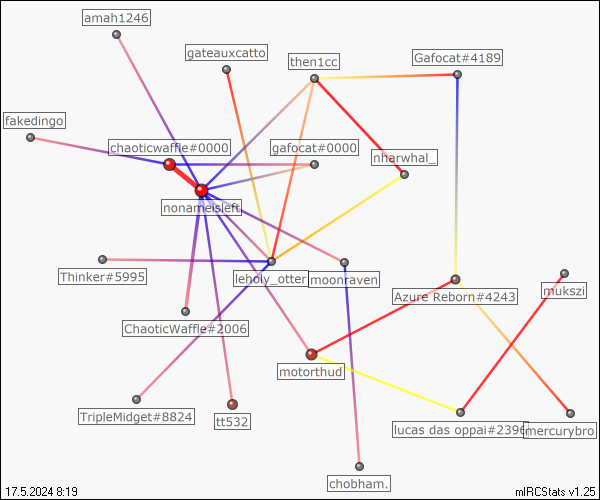 amah1246
gateauxcatto
then1cc
Gafocat#4189
fakedingo
chaoticwaffle#0000
gafocat#0000
nharwhal_
nonameisleft
Thinker#5995
leholy_otter
moonraven
Azure Reborn#4243
mukszi
ChaoticWaffle#2006
motorthud
TripleMidget#8824
tt532
lucas das oppai#2396
mercurybro
chobham.
17.5.2024 8:19
mIRCStats v1.25